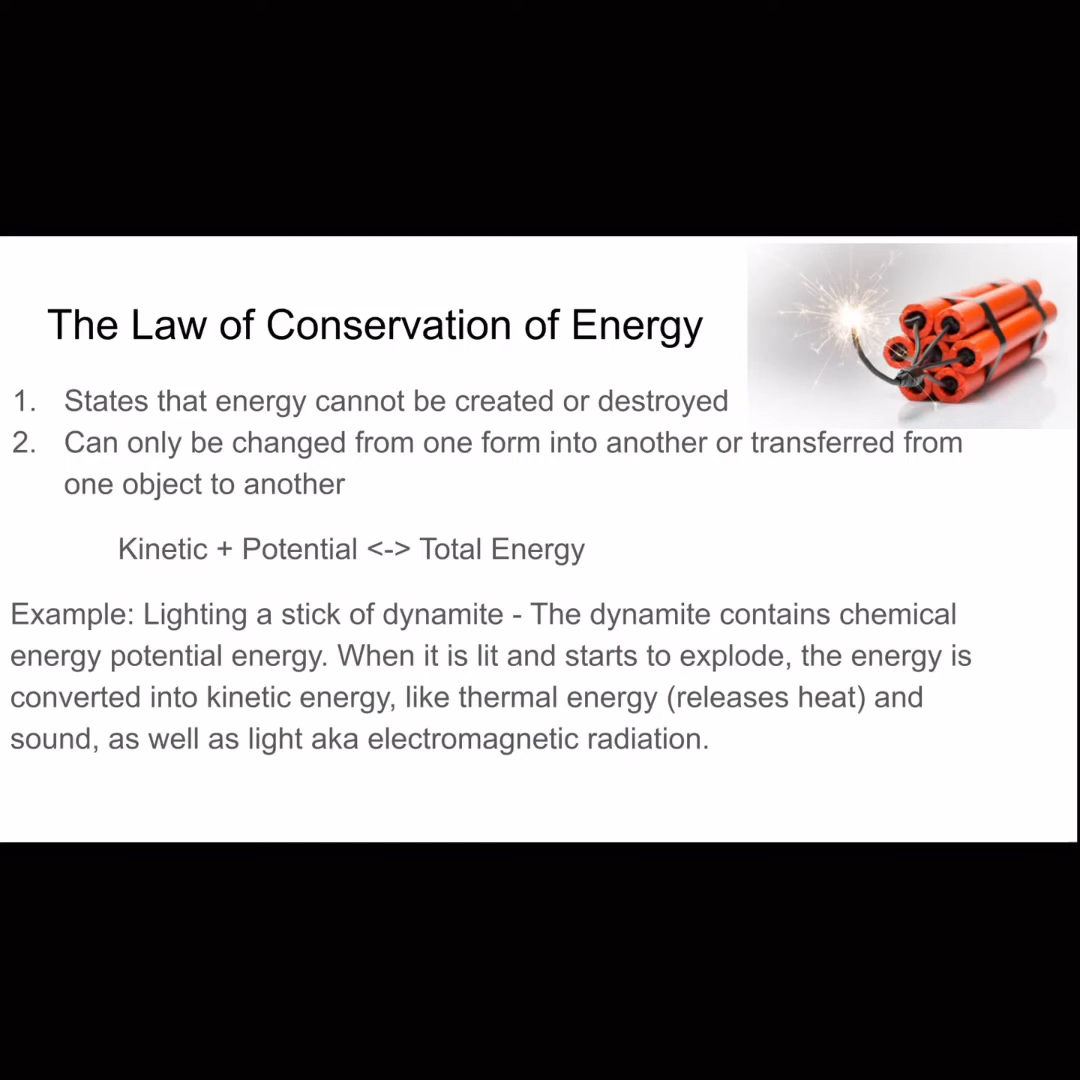 The Law of Conservation of Energy
1. States that energy cannot be created or destroyed
2. Can only be changed from one form into another or transferred from
one object to another
Kinetic + Potential <-> Total Energy
Example: Lighting a stick of dynamite - The dynamite contains chemical
energy potential energy. When it is lit and starts to explode, the energy is
converted into kinetic energy, like thermal energy (releases heat) and
sound, as well as light aka electromagnetic radiation.